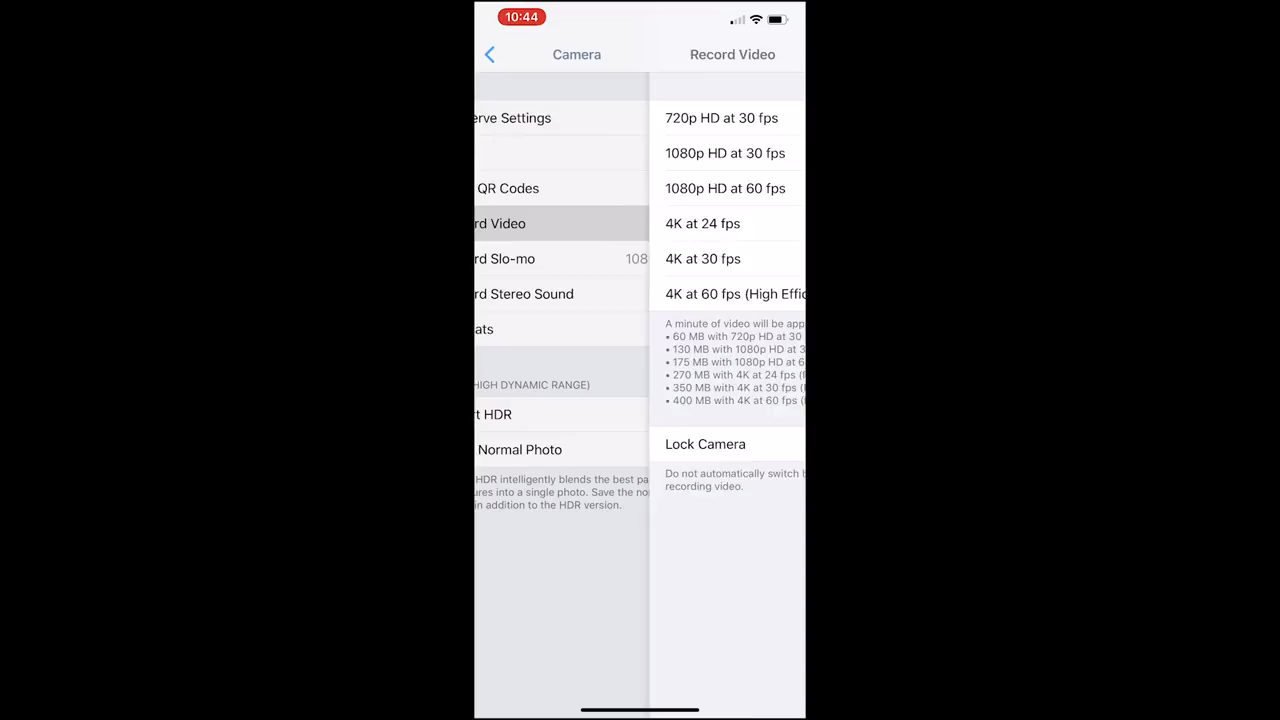 10:44
Camera
Record Video
erve Settings
QR Codes
rd Video
rd Slo-mo 108
rd Stereo Sound
ats
HIGH DYNAMIC RANGE)
t HDR
Normal Photo
HDR intelligently blends the best pa
ures into a single photo. Save the no
in addition to the HDR version.
720p HD at 30 fps
1080p HD at 30 fps
1080p HD at 60 fps
4K at 24 fps
4K at 30 fps
4K at 60 fps (High Effic
A minute of video will be app
• 60 MB with 720p HD at 30
• 130 MB with 1080p HD at 3
• 175 MB with 1080p HD at 6
• 270 MB with 4K at 24 fps (
• 350 MB with 4K at 30 fps (
• 400 MB with 4K at 60 fps (
Lock Camera
Do not automatically switch b
recording video.